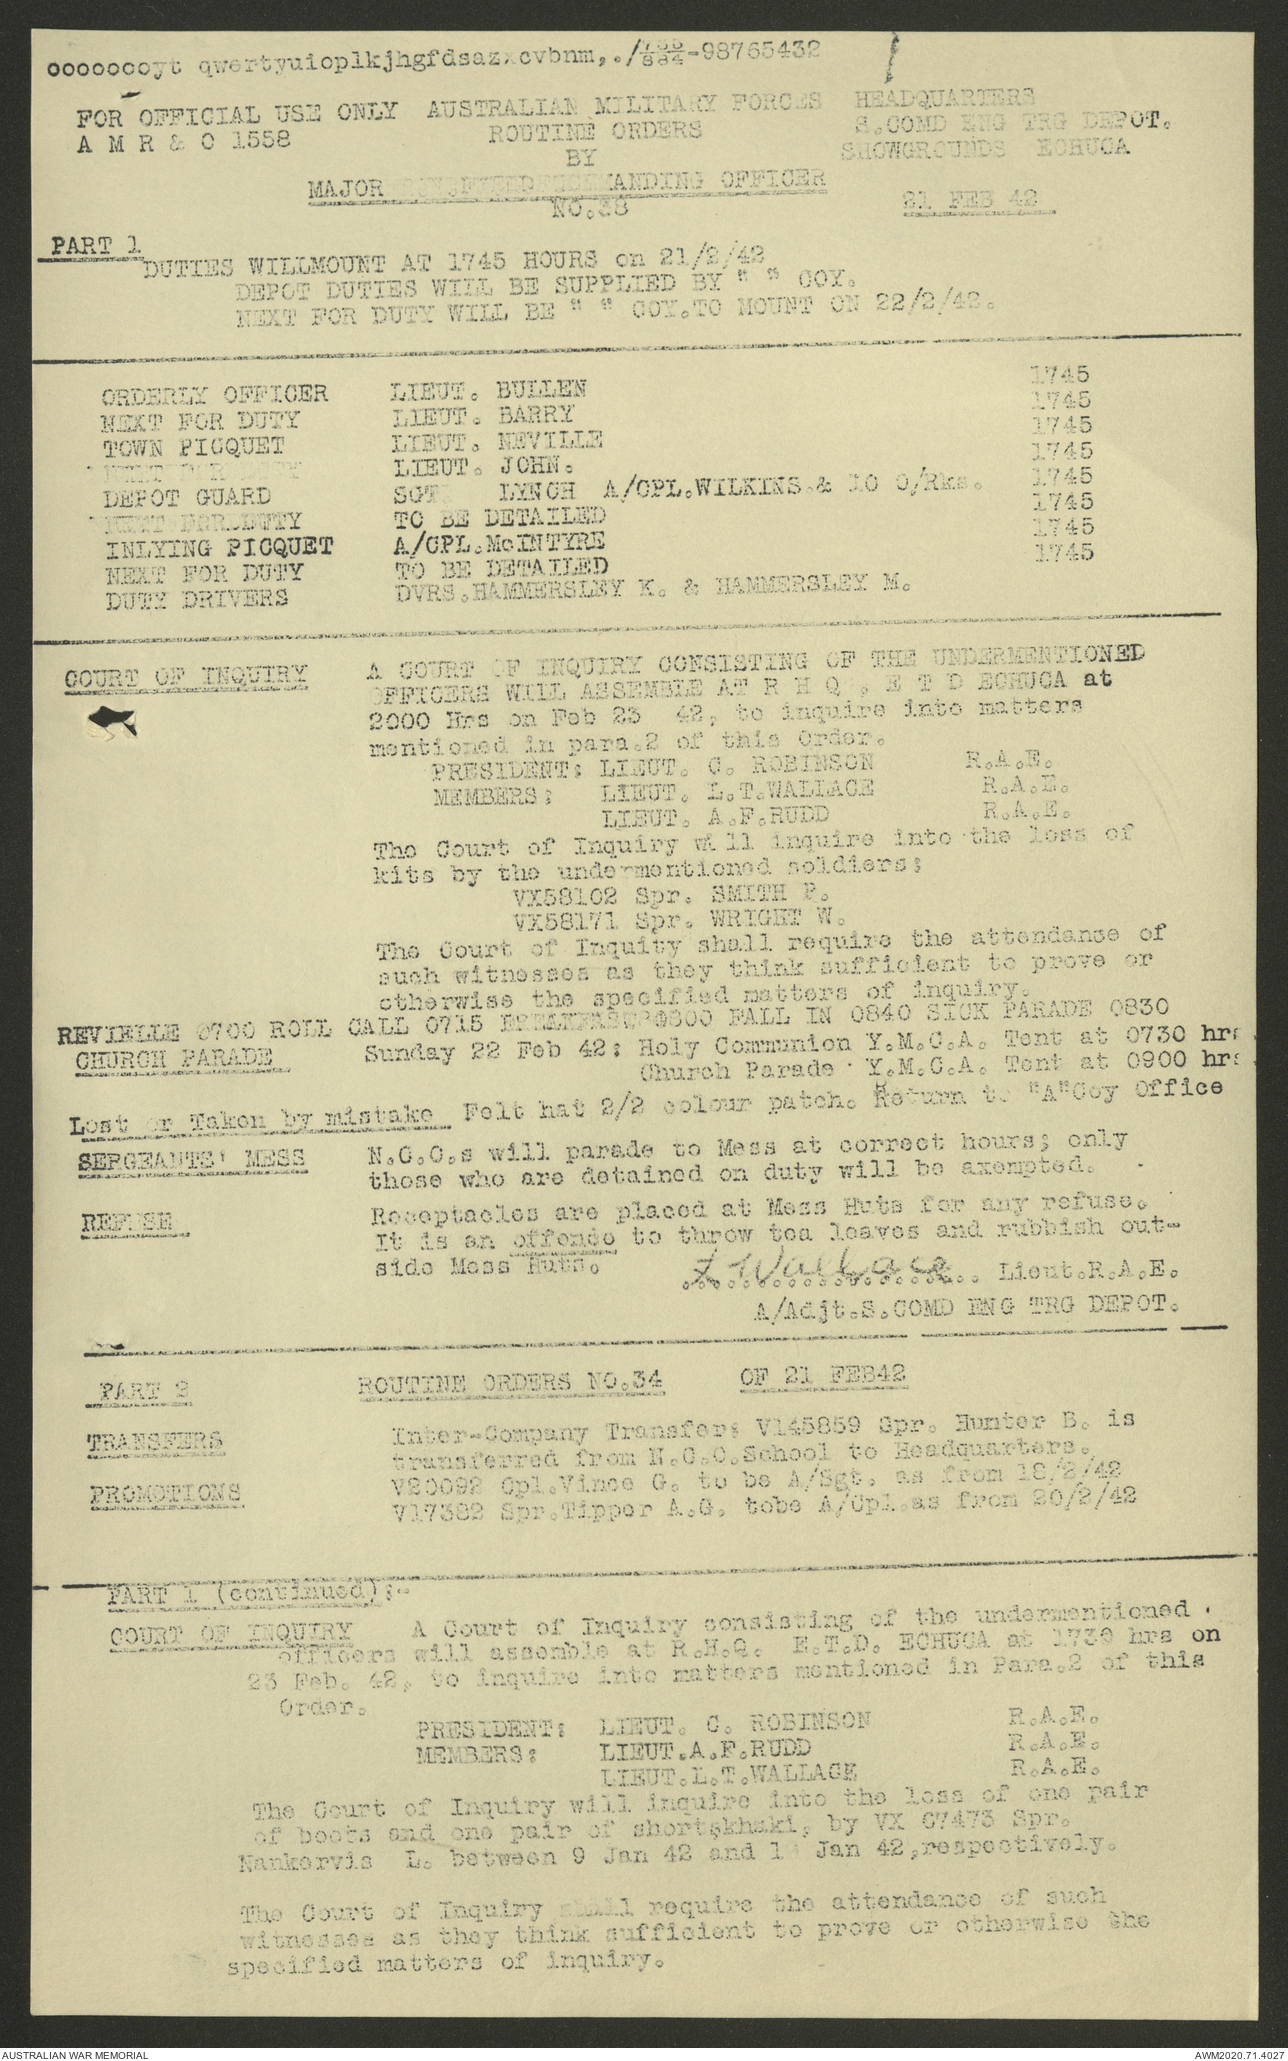 oooooooyt qwertyuioplkjhgfdsaz cvbnm,./ -98765432
FOR OFFICIAL USE ONLY AUSTRALIAN MILITARY FORCES HEADQUARTERS
A M R & O 1558 ROUTINE ORDERS S.COMD ENG TRG DEPOT.
BY SHOWGROUNDS ECHUCA
MAJOR COMMANDING OFFICER
NO.38 21 FEB 42
PART 1
DUTIES WILLMOUNT AT 1745 HOURS on 21/2/42
DEPOT DUTIES WILL BE SUPPLIED BY " " COY.
NEXT FOR DUTY WILL BE " " COY.TO MOUNT ON 22/2/42.
ORDERLY OFFICER LIEUT. BULLEN 1745
NEXT FOR DUTY LIEUT. BARRY 1745
TOWN PICQUET LIEUT. NEVILLE 1745
NEXT FOR DUTY LIEUT. JOHN. 1745
DEPOT GUARD SGT LYNCH A/CPL.WILKINS.& 10 O/Rks. 1745
NEXT FOR DUTY TO BE DETAILED 1745
INLYING PICQUET A/CPL.McINTYRE 1745
NEXT FOR DUTY TO BE DETAILED 1745
DUTY DRIVERS DVRS.HAMMERSLEY K. & HAMMERSLEY M.
COURT OF INQUIRY A COURT OF INQUIRY CONSISTING OF THE UNDERMENTIONED
OFFICERS WILL ASSEMBLE AT R H Q , E T D ECHUCA at
2000 Hrs on Feb 23 42, to inquire into matters
mentioned in para.2 of this Order.
PRESIDENT: LIEUT. C. ROBINSON R.A.E.
MEMBERS: LIEUT. L.T.WALLACE R.A.E.
LIEUT. A.F.RUDD R.A.E.
The Court of Inquiry will inquire into the loss of
kits by the undermentioned soldiers:
VX58102 Spr. SMITH P.
VX58171 Spr. WRIGHT W.
The Court of Inquity shall require the attendance of
such witnesses as they think sufficient to prove or
otherwise the specified matters of inquiry.
REVIELLE 0700 ROLL CALL 0715 BREAKFAST 0800 FALL IN 0840 SICK PARADE 0830
CHURCH PARADE Sunday 22 Feb 42: Holy Communion Y.M.C.A. Tent at 0730 hrs
Church Parade Y.M.C.A. Tent at 0900 hrs
Lost or Taken by mistake Felt hat 2/2 colour patch. Return to "A"Coy Office
SERGEANTS' MESS N.C.O.s will parade to Mess at correct hours; only
those who are detained on duty will be axempted.
REFUSE Receptacles are placed at Mess Huts for any refuse.
It is an offence to throw tea leaves and rubbish out-
side Mess Huts.
L Wallace Lieut.R.A.E.
A/Adjt.S.COMD ENG TRG DEPOT.
PART 2 ROUTINE ORDERS NO.34 OF 21 FEB42
TRANSFERS Inter-Company Transfer: V145859 Spr. Hunter B. is
transferred from N.C.O.School to Headquarters.
PROMOTIONS V20092 Cpl.Vince G. to be A/Sgt. as from 18/2/42
V17382 Spr.Tipper A.G. tobe A/Cpl.as from 20/2/42
PART 1 (continued):-
COURT OF INQUIRY A Court of Inquiry consisting of the undermentioned
officers will assemble at R.H.Q. E.T.D. ECHUCA at 1730 hrs on
23 Feb. 42, to inquire into matters mentioned in Para.2 of this
Order.
PRESIDENT: LIEUT. C. ROBINSON R.A.E.
MEMBERS: LIEUT.A.F.RUDD R.A.E.
LIEUT.L.T.WALLACE R.A.E.
The Court of Inquiry will inquire into the loss of one pair
of boots and one pair of shortskhaki, by VX 67473 Spr.
Nankervis L. between 9 Jan 42 and 1 Jan 42,respectively.
The Court of Inquiry shall require the attendance of such
witnesses as they think sufficient to prove or otherwise the
specified matters of inquiry.
AUSTRALIAN WAR MEMORIAL AWM2020.71.4027